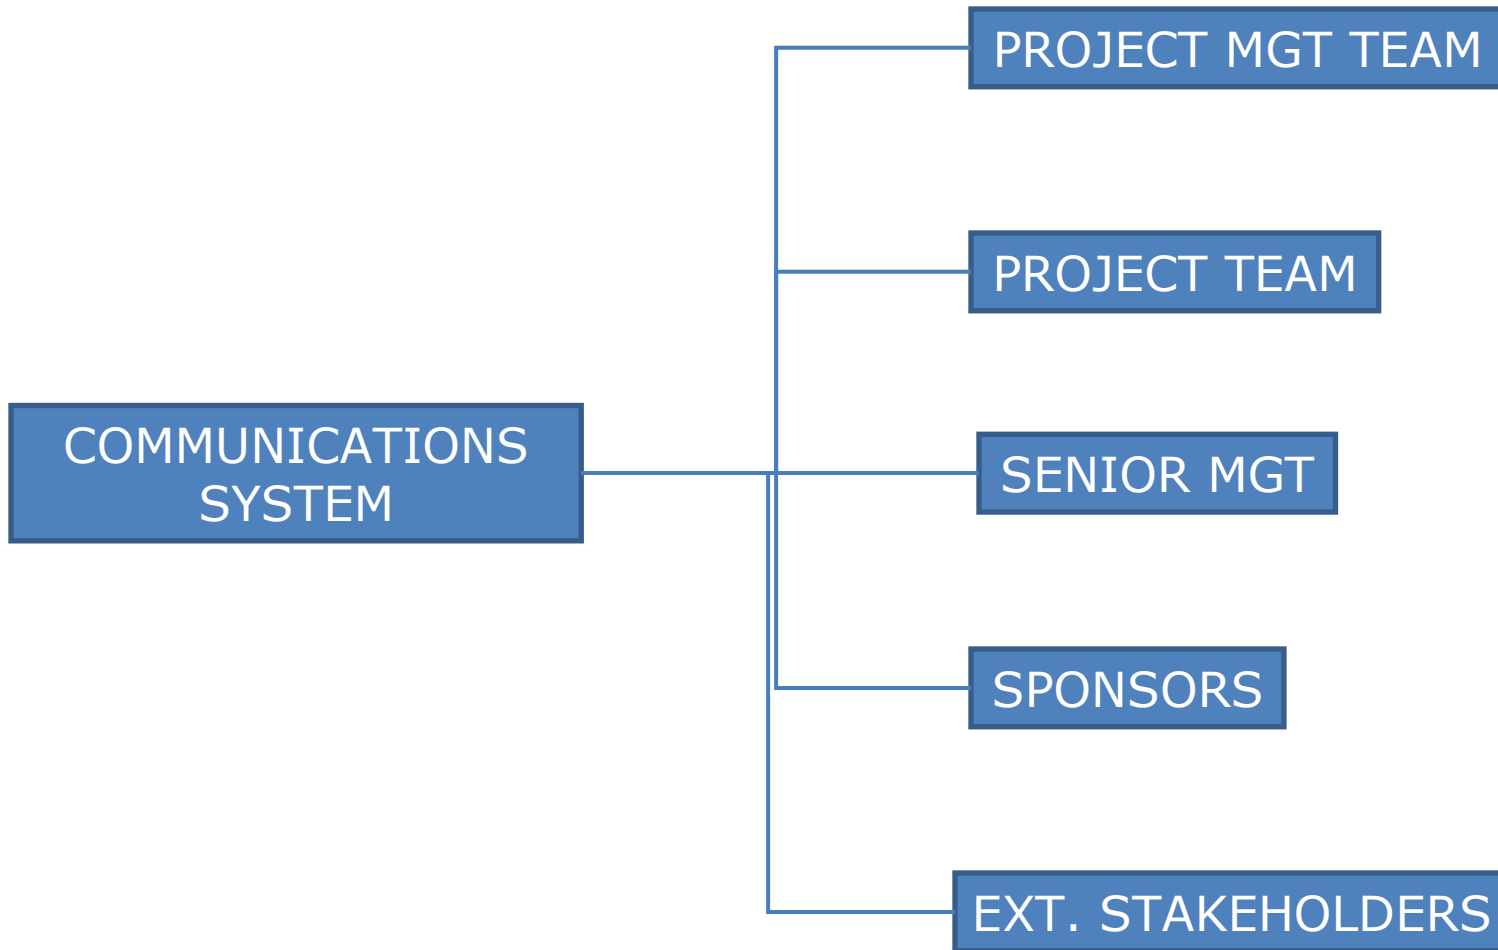 PROJECT MGT TEAM
PROJECT TEAM
COMMUNICATIONS
SYSTEM
SENIOR MGT
SPONSORS
EXT. STAKEHOLDERS